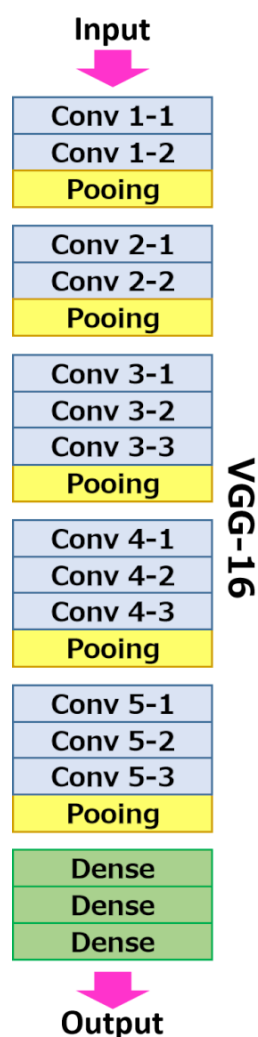 Input
Conv 1-1
Conv 1-2
Pooing
Conv 2-1
Conv 2-2
Pooing
Conv 3-1
Conv 3-2
Conv 3-3
Pooing
Conv 4-1
Conv 4-2
Conv 4-3
Pooing
Conv 5-1
Conv 5-2
Conv 5-3
Pooing
Dense
Dense
Dense
Output
VGG-16